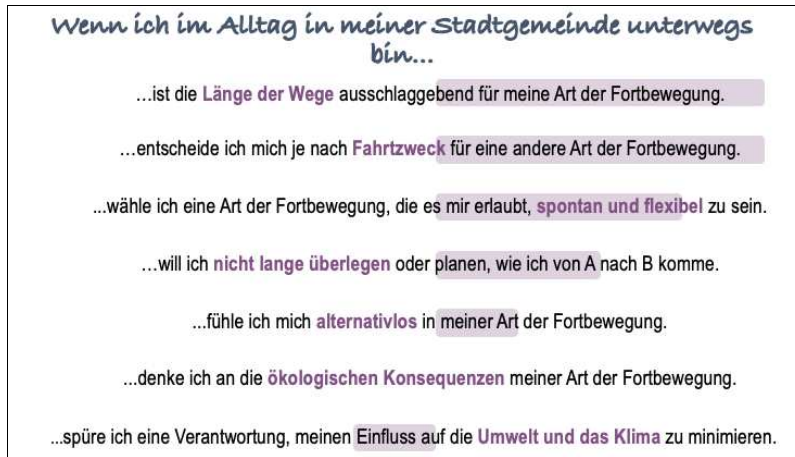 Wenn ich im Alltag in meiner Stadtgemeinde unterwegs
bin...
…ist die Länge der Wege ausschlaggebend für meine Art der Fortbewegung.
…entscheide ich mich je nach Fahrtzweck für eine andere Art der Fortbewegung.
...wähle ich eine Art der Fortbewegung, die es mir erlaubt, spontan und flexibel zu sein.
…will ich nicht lange überlegen oder planen, wie ich von A nach B komme.
...fühle ich mich alternativlos in meiner Art der Fortbewegung.
...denke ich an die ökologischen Konsequenzen meiner Art der Fortbewegung.
...spüre ich eine Verantwortung, meinen Einfluss auf die Umwelt und das Klima zu minimieren.